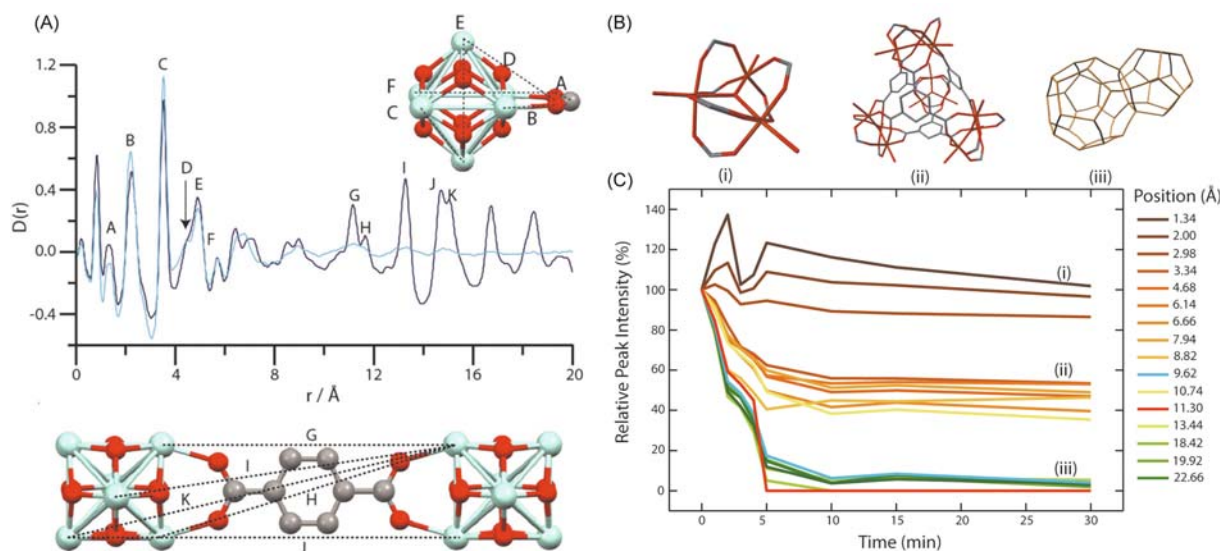 (A)
E
D
A
F
C
B
1.2
0.8
0.4
0.0
-0.4
D(r)
A
B
C
D
E
F
G
H
I
J
K
0
4
8
12
16
20
r / Å
G
I
H
K
J
(B)
(i)
(ii)
(iii)
(C)
Relative Peak Intensity (%)
140
120
100
80
60
40
20
0
(i)
(ii)
(iii)
0
5
10
15
20
25
30
Time (min)
Position (Å)
1.34
2.00
2.98
3.34
4.68
6.14
6.66
7.94
8.82
9.62
10.74
11.30
13.44
18.42
19.92
22.66